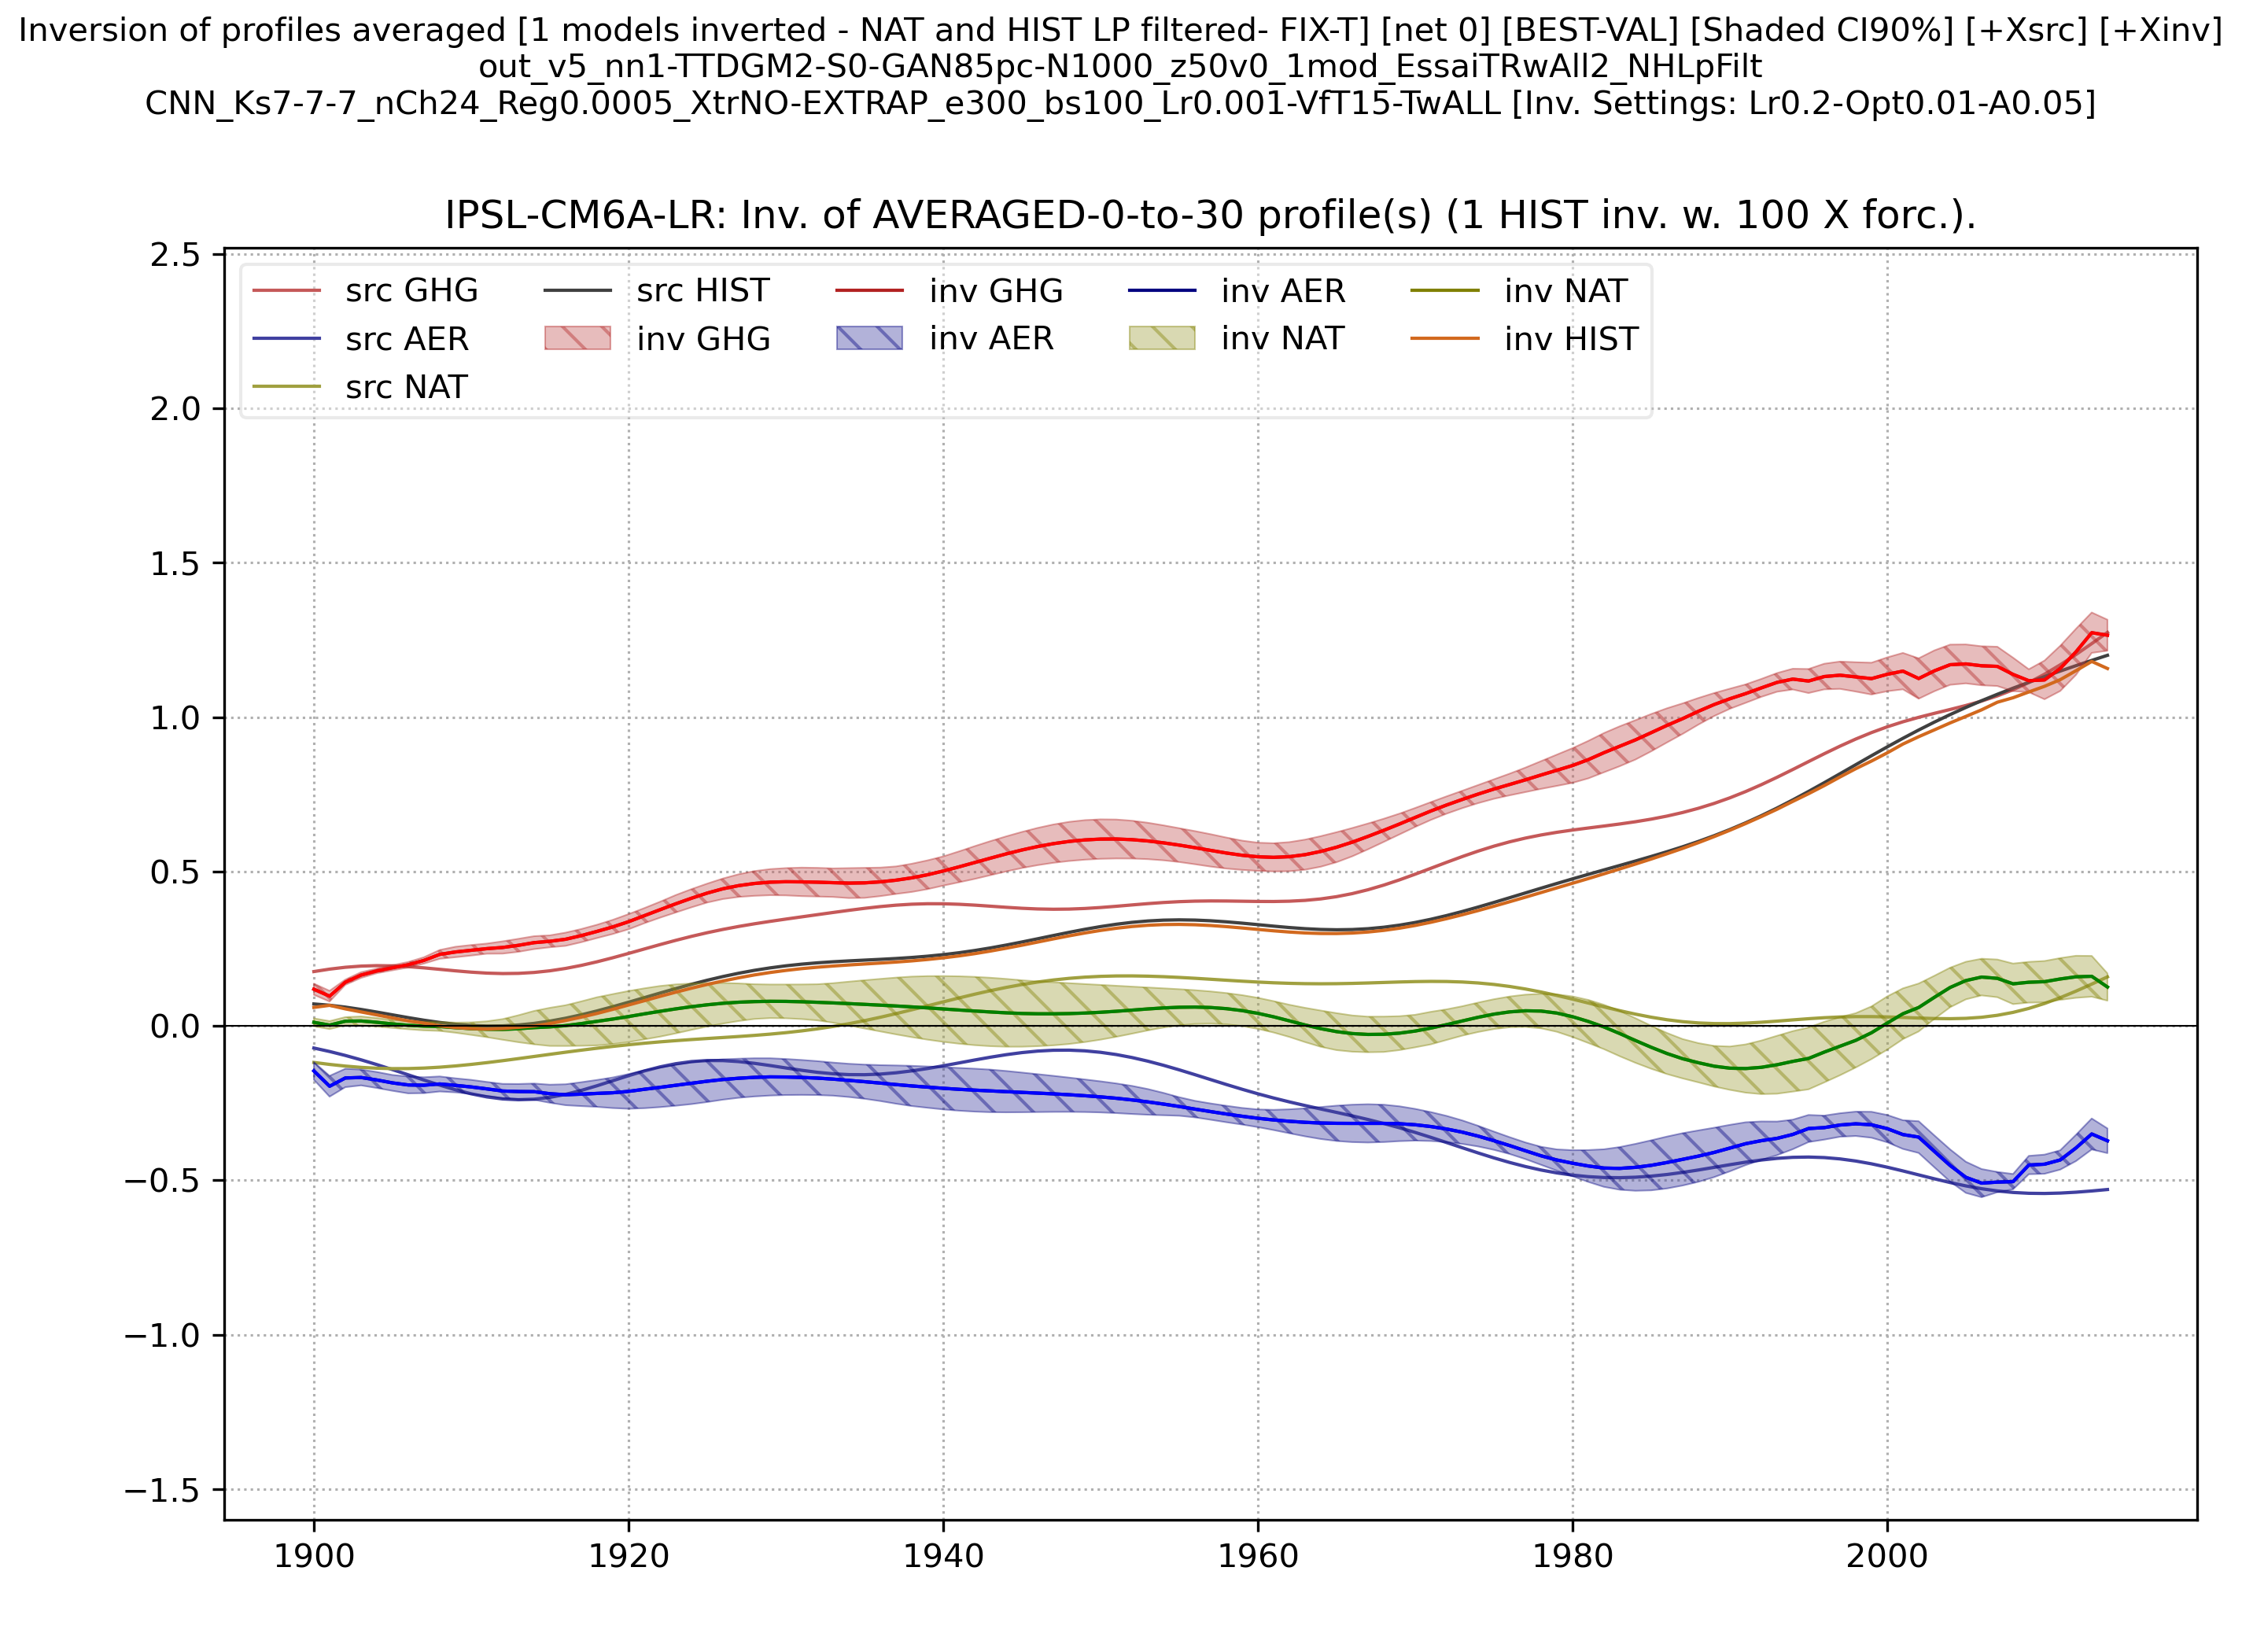 Inversion of profiles averaged [1 models inverted - NAT and HIST LP filtered- FIX-T] [net 0] [BEST-VAL] [Shaded CI90%] [+Xsrc] [+Xinv]
out_v5_nn1-TTDGM2-S0-GAN85pc-N1000_z50v0_1mod_EssaiTRwAll2_NHLpFilt
CNN_Ks7-7-7_nCh24_Reg0.0005_XtrNO-EXTRAP_e300_bs100_Lr0.001-VfT15-TwALL [Inv. Settings: Lr0.2-Opt0.01-A0.05]
IPSL-CM6A-LR: Inv. of AVERAGED-0-to-30 profile(s) (1 HIST inv. w. 100 X forc.).
src GHG
src AER
src NAT
src HIST
inv GHG
inv GHG
inv AER
inv AER
inv NAT
inv NAT
inv HIST
2.5
2.0
1.5
1.0
0.5
0.0
−0.5
−1.0
−1.5
1900 1920 1940 1960 1980 2000